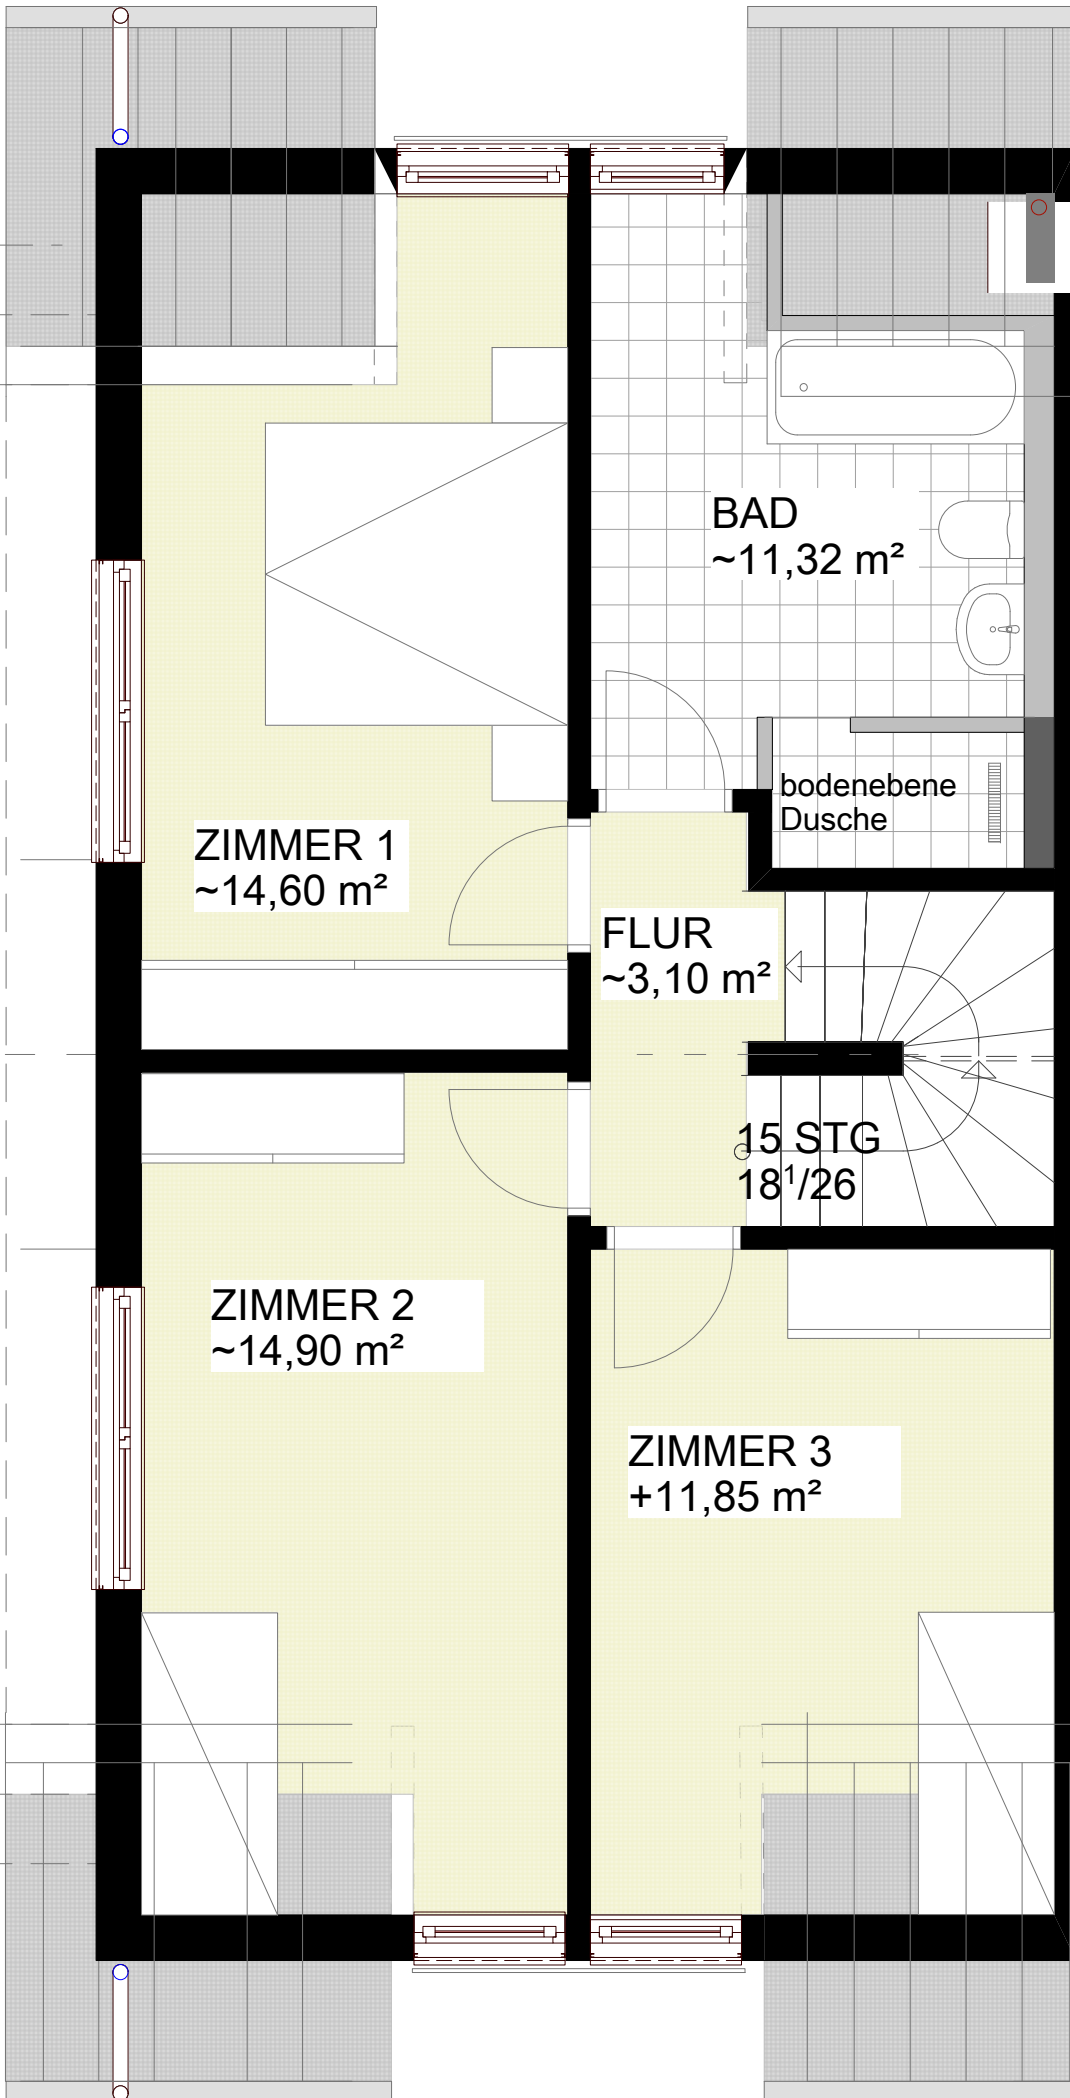 BAD
~11,32 m²
bodenebene
Dusche
ZIMMER 1
~14,60 m²
FLUR
~3,10 m²
15 STG
18¹/26
ZIMMER 2
~14,90 m²
ZIMMER 3
+11,85 m²